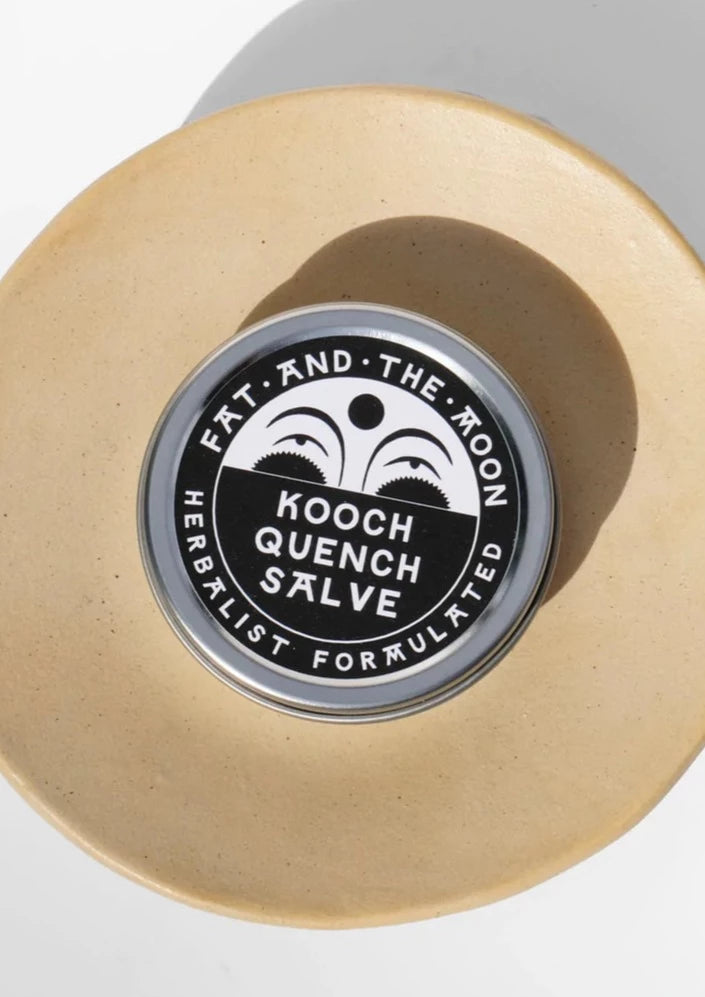 FAT · AND · THE · MOON
KOOCH
QUENCH
SALVE
HERBALIST FORMULATED